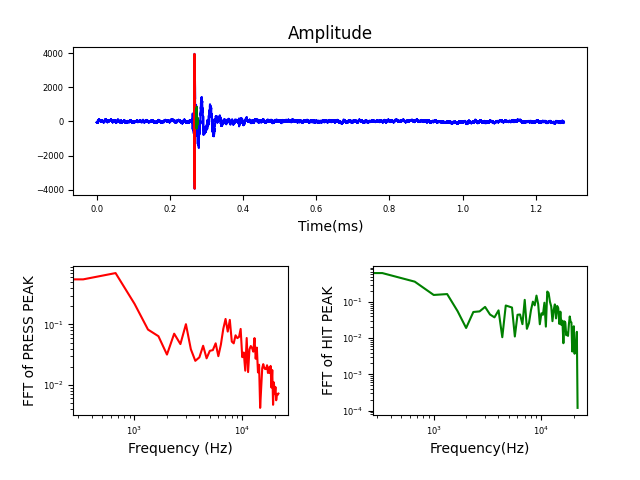 Amplitude
4000
2000
0
−2000
−4000
0.0 0.2 0.4 0.6 0.8 1.0 1.2
Time(ms)
FFT of PRESS PEAK
10⁻¹
10⁻²
10³ 10⁴
Frequency (Hz)
FFT of HIT PEAK
10⁻¹
10⁻²
10⁻³
10⁻⁴
10³ 10⁴
Frequency(Hz)